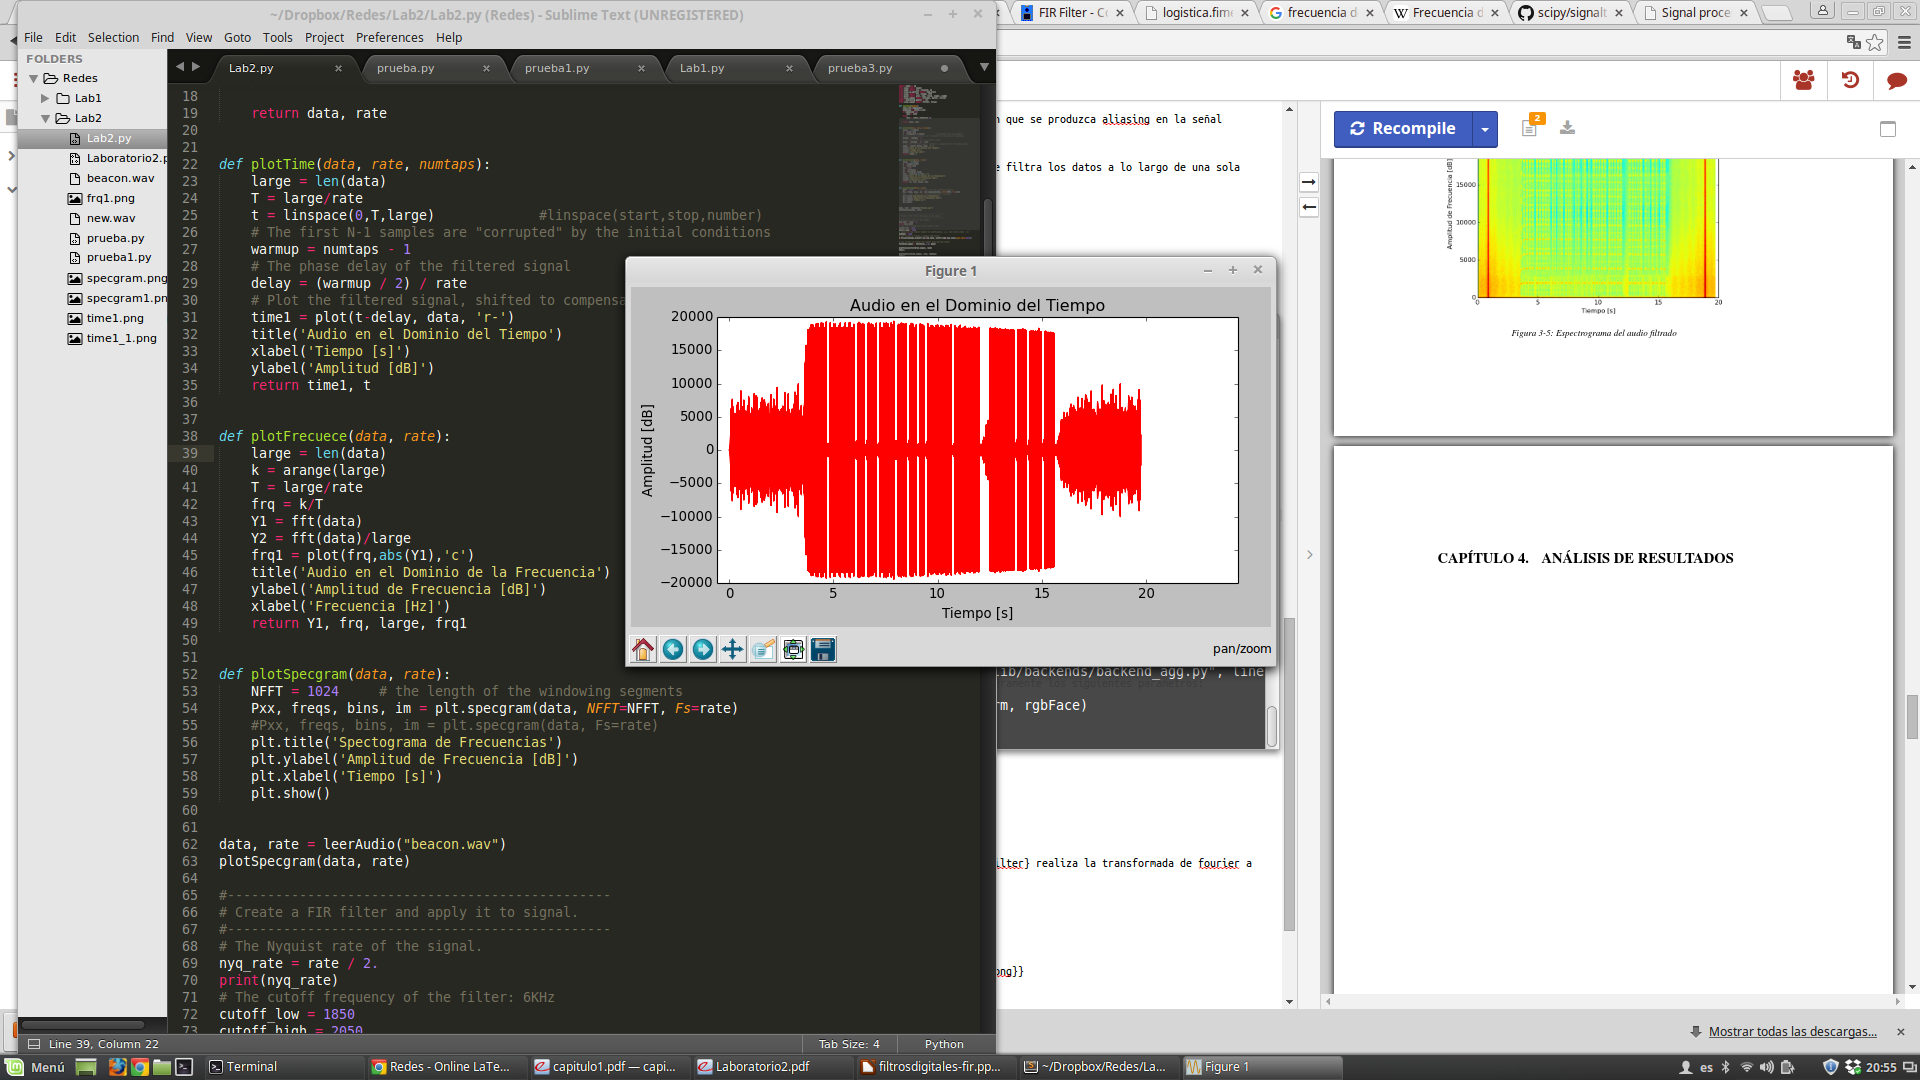 ~/Dropbox/Redes/Lab2/Lab2.py (Redes) - Sublime Text (UNREGISTERED)
File Edit Selection Find View Goto Tools Project Preferences Help
FOLDERS
Redes
Lab1
Lab2
Lab2.py
Laboratorio2.p
beacon.wav
frq1.png
new.wav
prueba.py
prueba1.py
specgram.png
specgram1.pn
time1.png
time1_1.png
Lab2.py prueba.py prueba1.py Lab1.py prueba3.py
18
19 return data, rate
20
21
22 def plotTime(data, rate, numtaps):
23 large = len(data)
24 T = large/rate
25 t = linspace(0,T,large) #linspace(start,stop,number)
26 # The first N-1 samples are "corrupted" by the initial conditions
27 warmup = numtaps - 1
28 # The phase delay of the filtered signal
29 delay = (warmup / 2) / rate
30 # Plot the filtered signal, shifted to compensa
31 time1 = plot(t-delay, data, 'r-')
32 title('Audio en el Dominio del Tiempo')
33 xlabel('Tiempo [s]')
34 ylabel('Amplitud [dB]')
35 return time1, t
36
37
38 def plotFrecuece(data, rate):
39 large = len(data)
40 k = arange(large)
41 T = large/rate
42 frq = k/T
43 Y1 = fft(data)
44 Y2 = fft(data)/large
45 frq1 = plot(frq,abs(Y1),'c')
46 title('Audio en el Dominio de la Frecuencia')
47 ylabel('Amplitud de Frecuencia [dB]')
48 xlabel('Frecuencia [Hz]')
49 return Y1, frq, large, frq1
50
51
52 def plotSpecgram(data, rate):
53 NFFT = 1024 # the length of the windowing segments
54 Pxx, freqs, bins, im = plt.specgram(data, NFFT=NFFT, Fs=rate)
55 #Pxx, freqs, bins, im = plt.specgram(data, Fs=rate)
56 plt.title('Spectograma de Frecuencias')
57 plt.ylabel('Amplitud de Frecuencia [dB]')
58 plt.xlabel('Tiempo [s]')
59 plt.show()
60
61
62 data, rate = leerAudio("beacon.wav")
63 plotSpecgram(data, rate)
64
65 #------------------------------------------------
66 # Create a FIR filter and apply it to signal.
67 #------------------------------------------------
68 # The Nyquist rate of the signal.
69 nyq_rate = rate / 2.
70 print(nyq_rate)
71 # The cutoff frequency of the filter: 6KHz
72 cutoff_low = 1850
73 cutoff_high = 2050
Line 39, Column 22 Tab Size: 4 Python
Figure 1
Audio en el Dominio del Tiempo
Amplitud [dB]
20000
15000
10000
5000
0
−5000
−10000
−15000
−20000
0 5 10 15 20
Tiempo [s]
pan/zoom
FIR Filter - Co logistica.fime frecuencia d Frecuencia d scipy/signalt Signal proce
n que se produzca aliasing en la señal
e filtra los datos a lo largo de una sola
lib/backends/backend_agg.py", line
rm, rgbFace)
ilter} realiza la transformada de fourier a
ong}}
Recompile
2
Amplitud de Frecuencia [dB]
15000
10000
5000
0
0 5 10 15 20
Tiempo [s]
Figura 3-5: Espectrograma del audio filtrado
CAPÍTULO 4. ANÁLISIS DE RESULTADOS
Mostrar todas las descargas...
Menú Terminal Redes - Online LaTe... capitulo1.pdf — capi... Laboratorio2.pdf filtrosdigitales-fir.pp... ~/Dropbox/Redes/La... Figure 1 es 20:55